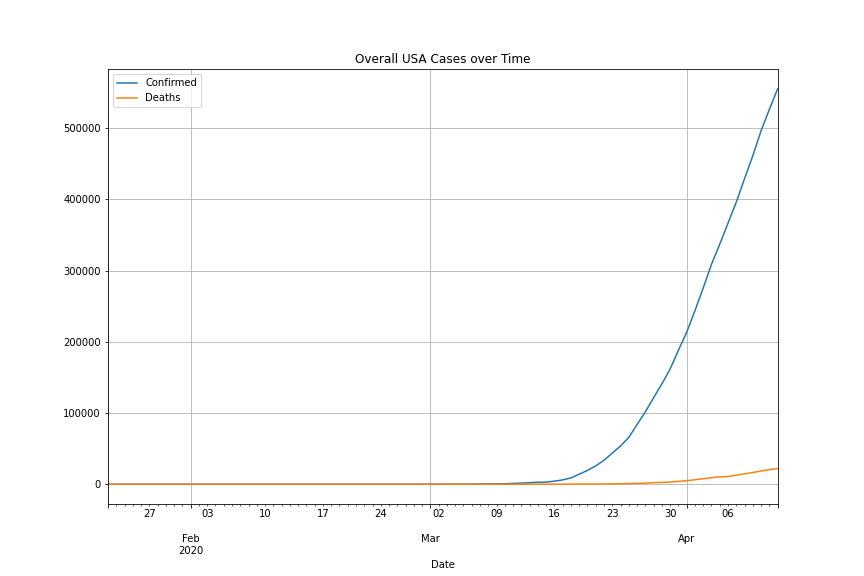 Overall USA Cases over Time
Confirmed
Deaths
500000
400000
300000
200000
100000
0
27 03 10 17 24 02 09 16 23 30 06
Feb Mar Apr
2020
Date